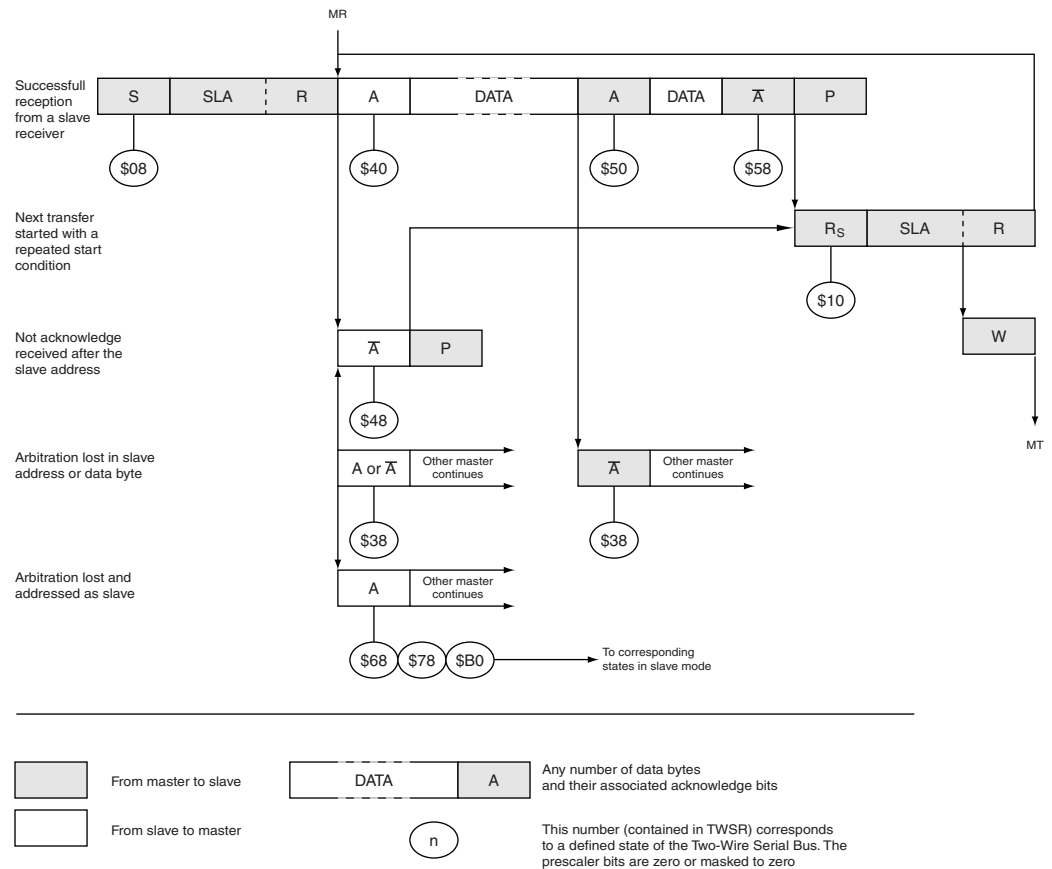 MR
Successfull
reception
from a slave
receiver
S SLA R A DATA A DATA A̅ P
$08 $40 $50 $58
Next transfer
started with a
repeated start
condition
RS SLA R
$10
Not acknowledge
received after the
slave address
A̅ P
W
$48
MT
Arbitration lost in slave
address or data byte
A or A̅ Other master
continues
A̅ Other master
continues
$38 $38
Arbitration lost and
addressed as slave
A Other master
continues
$68 $78 $B0 To corresponding
states in slave mode
From master to slave
DATA A
Any number of data bytes
and their associated acknowledge bits
From slave to master
n
This number (contained in TWSR) corresponds
to a defined state of the Two-Wire Serial Bus. The
prescaler bits are zero or masked to zero